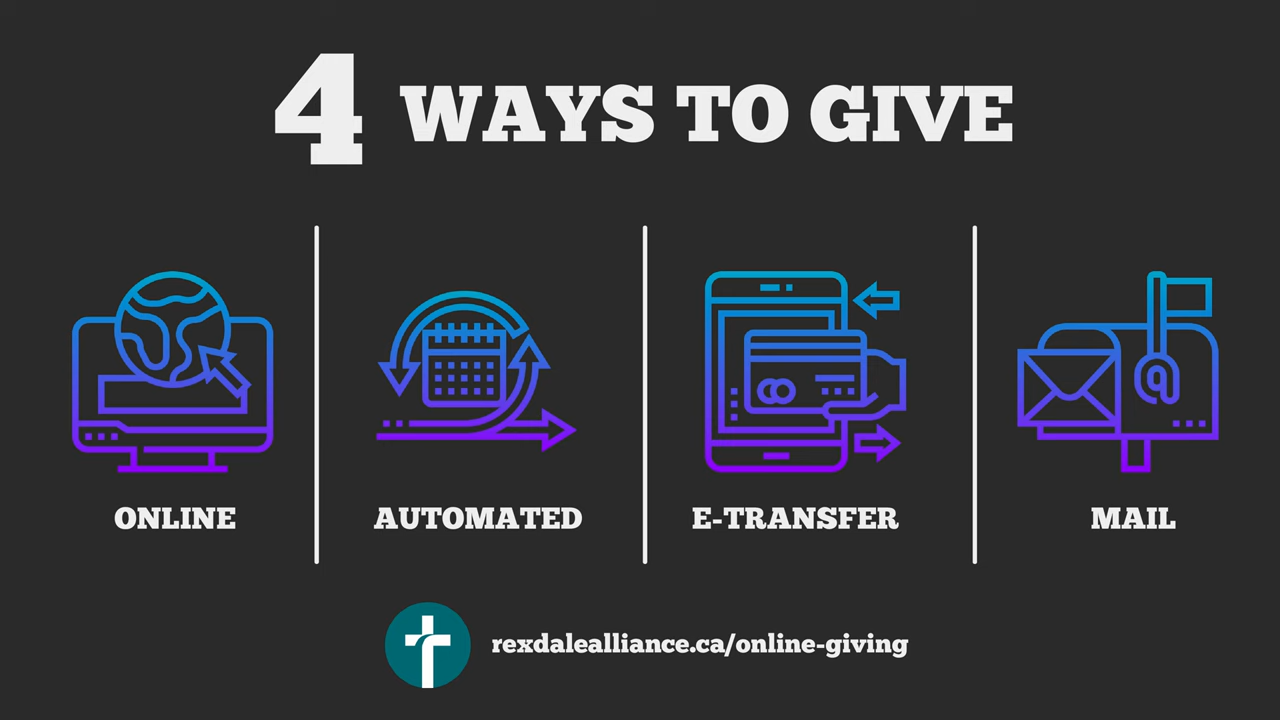 4 WAYS TO GIVE
ONLINE
AUTOMATED
E-TRANSFER
MAIL
rexdalealliance.ca/online-giving